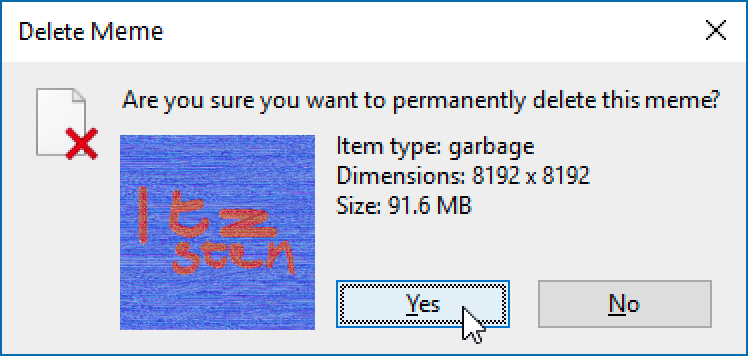 Delete Meme
Are you sure you want to permanently delete this meme?
Item type: garbage
Dimensions: 8192 x 8192
Size: 91.6 MB
Itz
sten
Yes
No